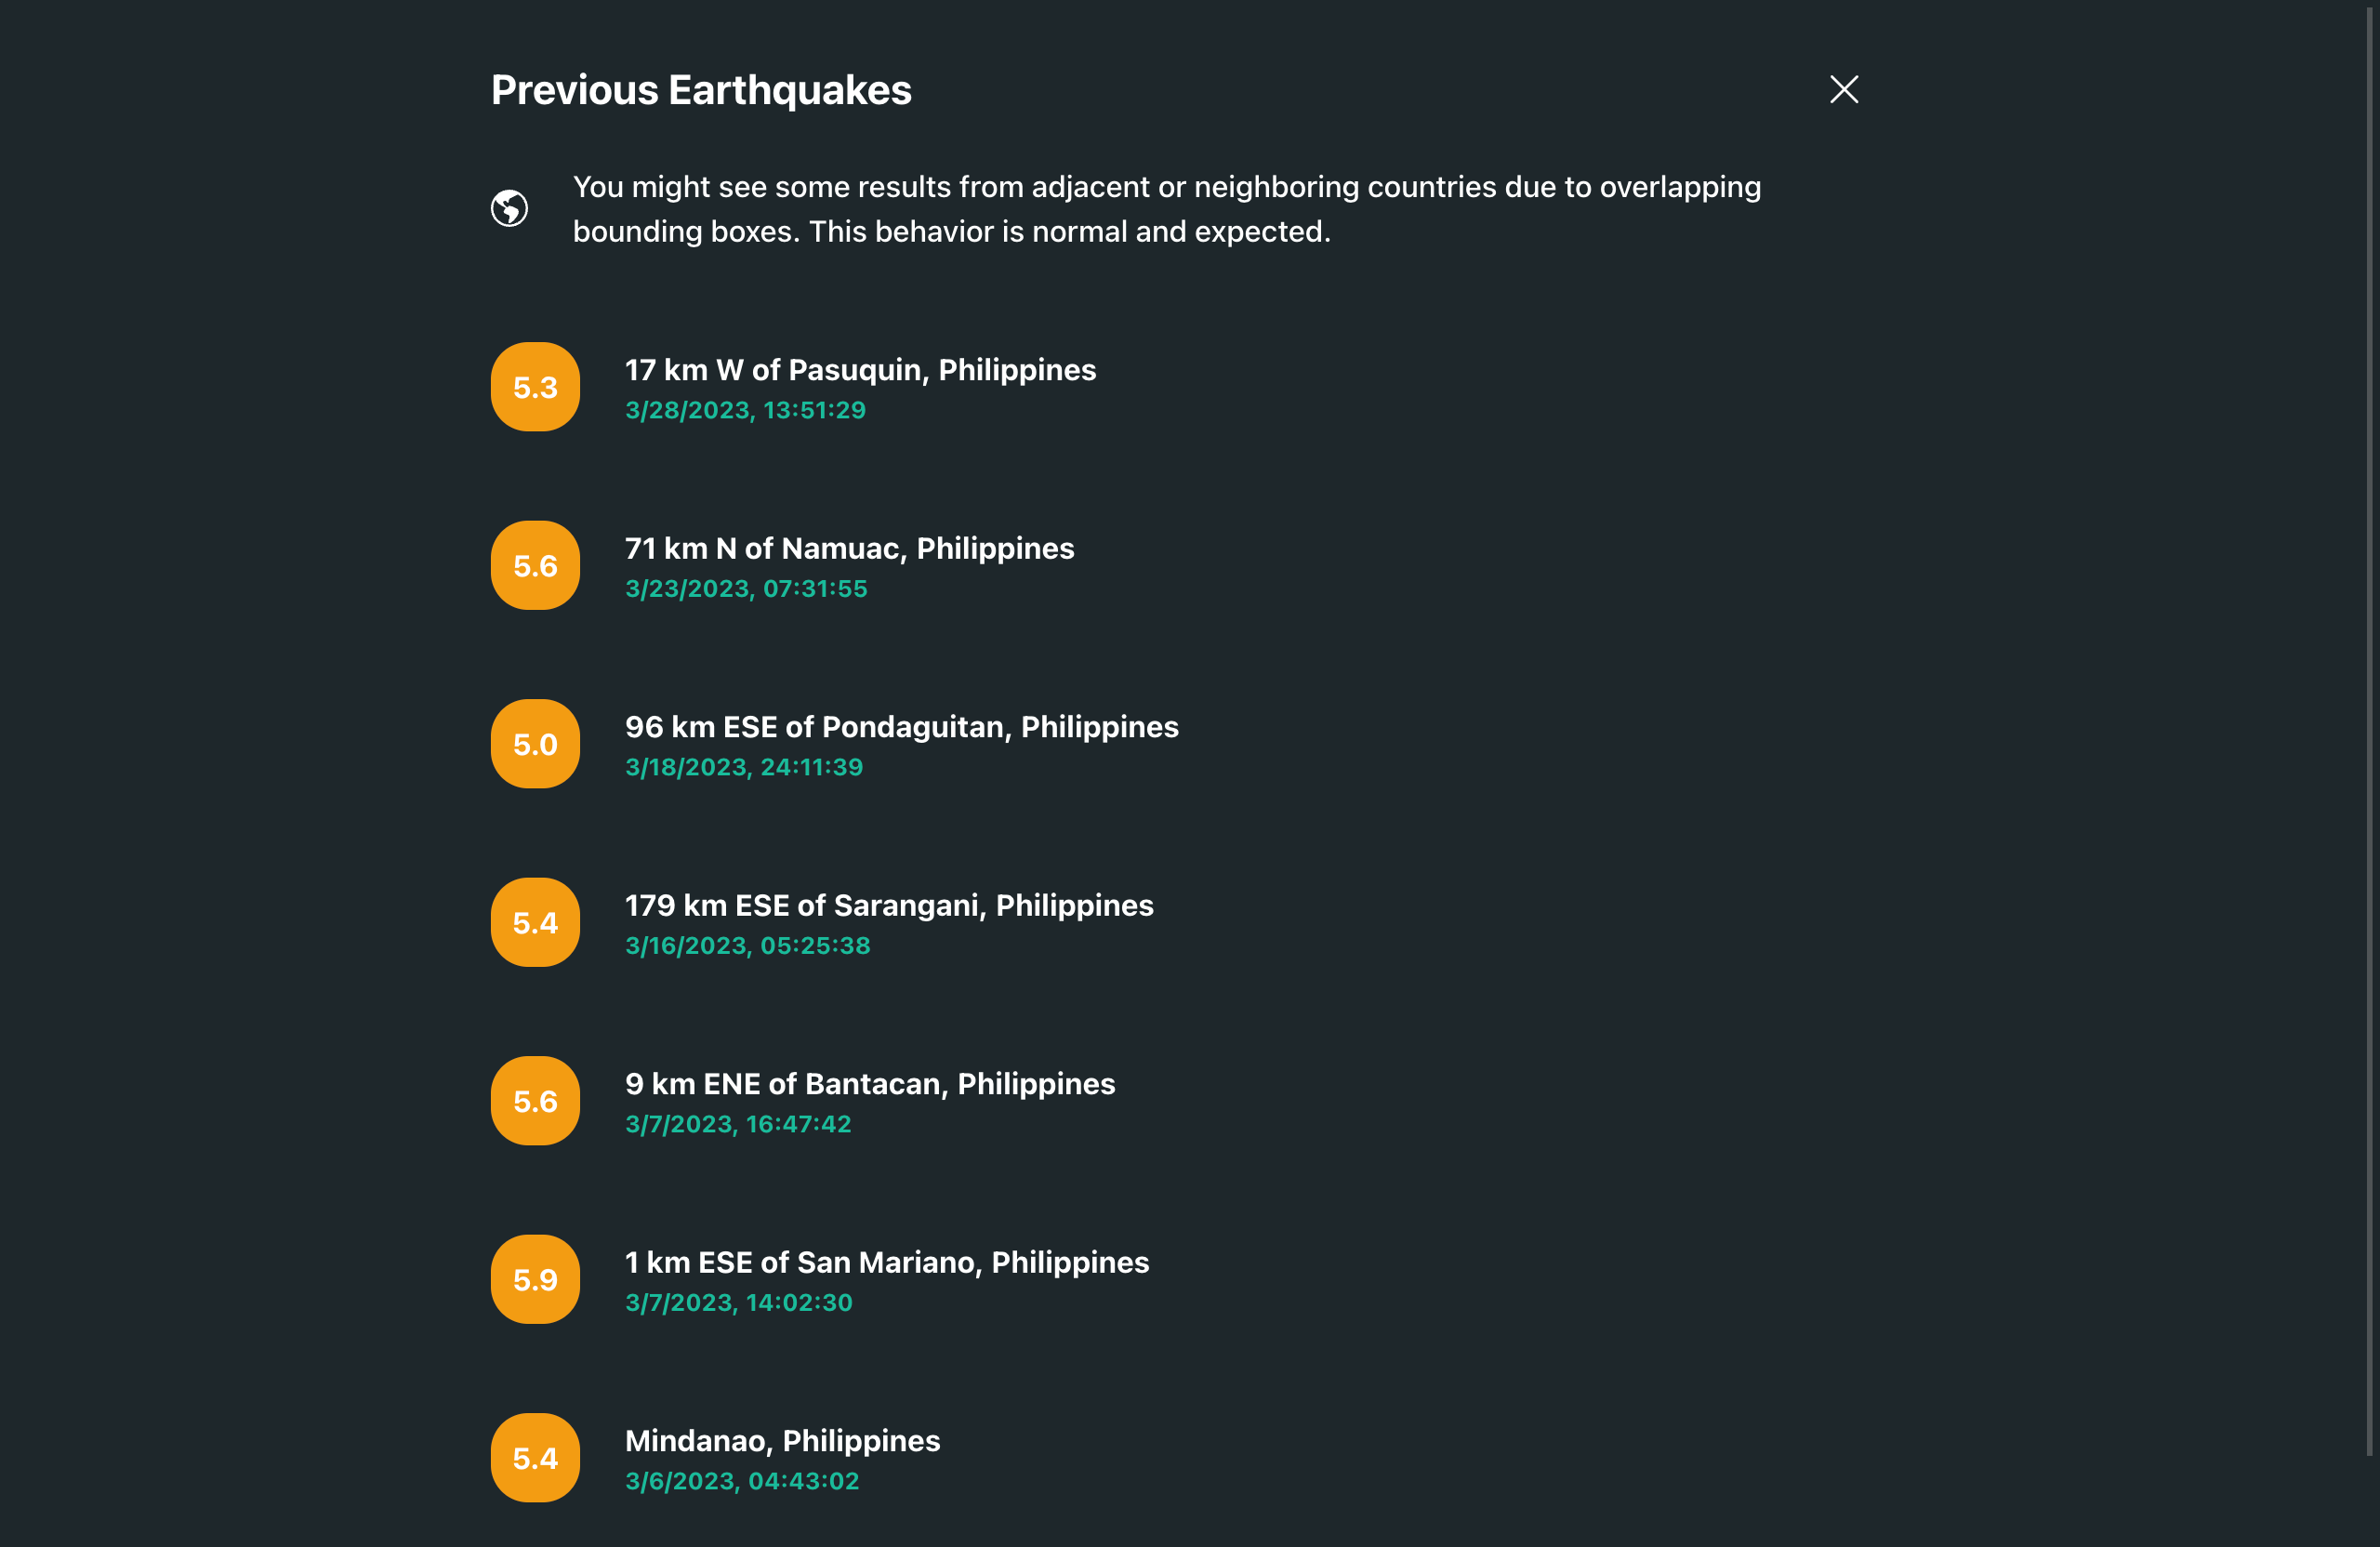 Previous Earthquakes
You might see some results from adjacent or neighboring countries due to overlapping
bounding boxes. This behavior is normal and expected.
5.3
17 km W of Pasuquin, Philippines
3/28/2023, 13:51:29
5.6
71 km N of Namuac, Philippines
3/23/2023, 07:31:55
5.0
96 km ESE of Pondaguitan, Philippines
3/18/2023, 24:11:39
5.4
179 km ESE of Sarangani, Philippines
3/16/2023, 05:25:38
5.6
9 km ENE of Bantacan, Philippines
3/7/2023, 16:47:42
5.9
1 km ESE of San Mariano, Philippines
3/7/2023, 14:02:30
5.4
Mindanao, Philippines
3/6/2023, 04:43:02